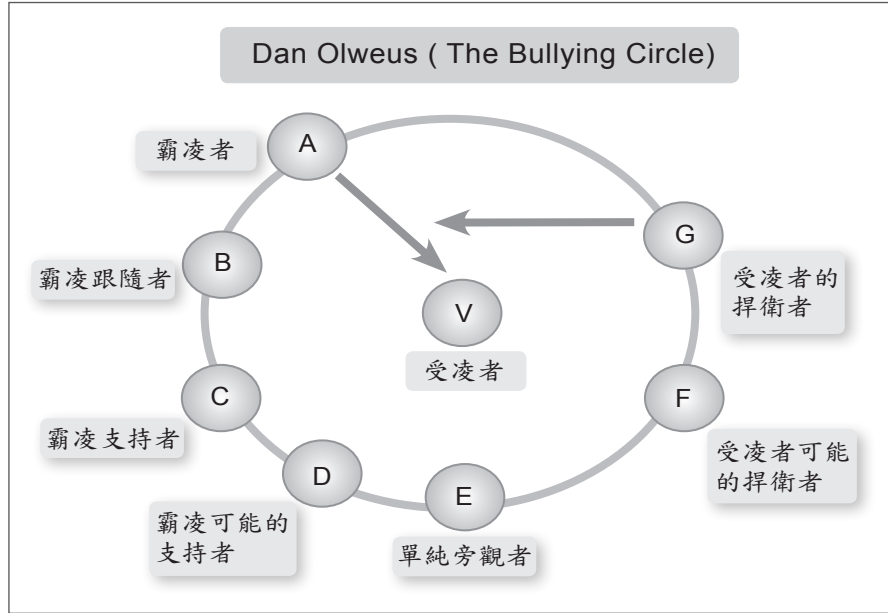 Dan Olweus ( The Bullying Circle)
A
霸凌者
B
霸凌跟隨者
C
霸凌支持者
D
霸凌可能的
支持者
E
單純旁觀者
F
受凌者可能
的捍衛者
G
受凌者的
捍衛者
V
受凌者